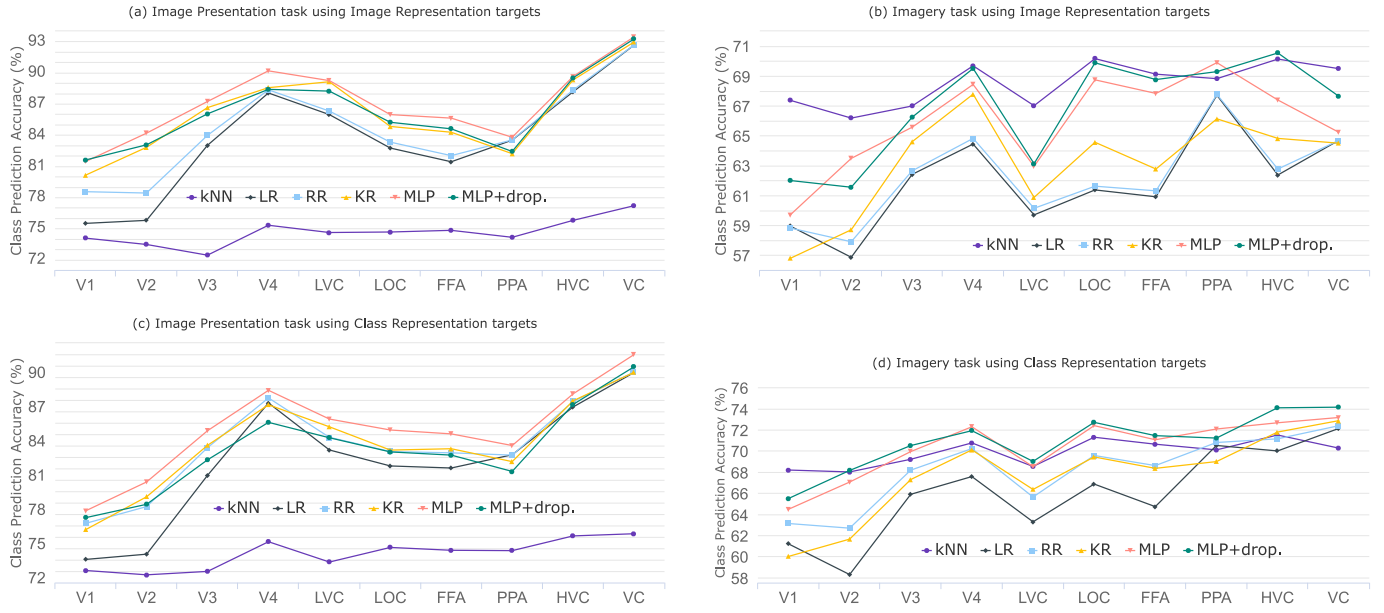 (a) Image Presentation task using Image Representation targets
Class Prediction Accuracy (%)
93
90
87
84
81
78
75
72
kNN LR RR KR MLP MLP+drop.
V1 V2 V3 V4 LVC LOC FFA PPA HVC VC
(b) Imagery task using Image Representation targets
Class Prediction Accuracy (%)
71
69
67
65
63
61
59
57
kNN LR RR KR MLP MLP+drop.
V1 V2 V3 V4 LVC LOC FFA PPA HVC VC
(c) Image Presentation task using Class Representation targets
Class Prediction Accuracy (%)
90
87
84
81
78
75
72
kNN LR RR KR MLP MLP+drop.
V1 V2 V3 V4 LVC LOC FFA PPA HVC VC
(d) Imagery task using Class Representation targets
Class Prediction Accuracy (%)
76
74
72
70
68
66
64
62
60
58
kNN LR RR KR MLP MLP+drop.
V1 V2 V3 V4 LVC LOC FFA PPA HVC VC